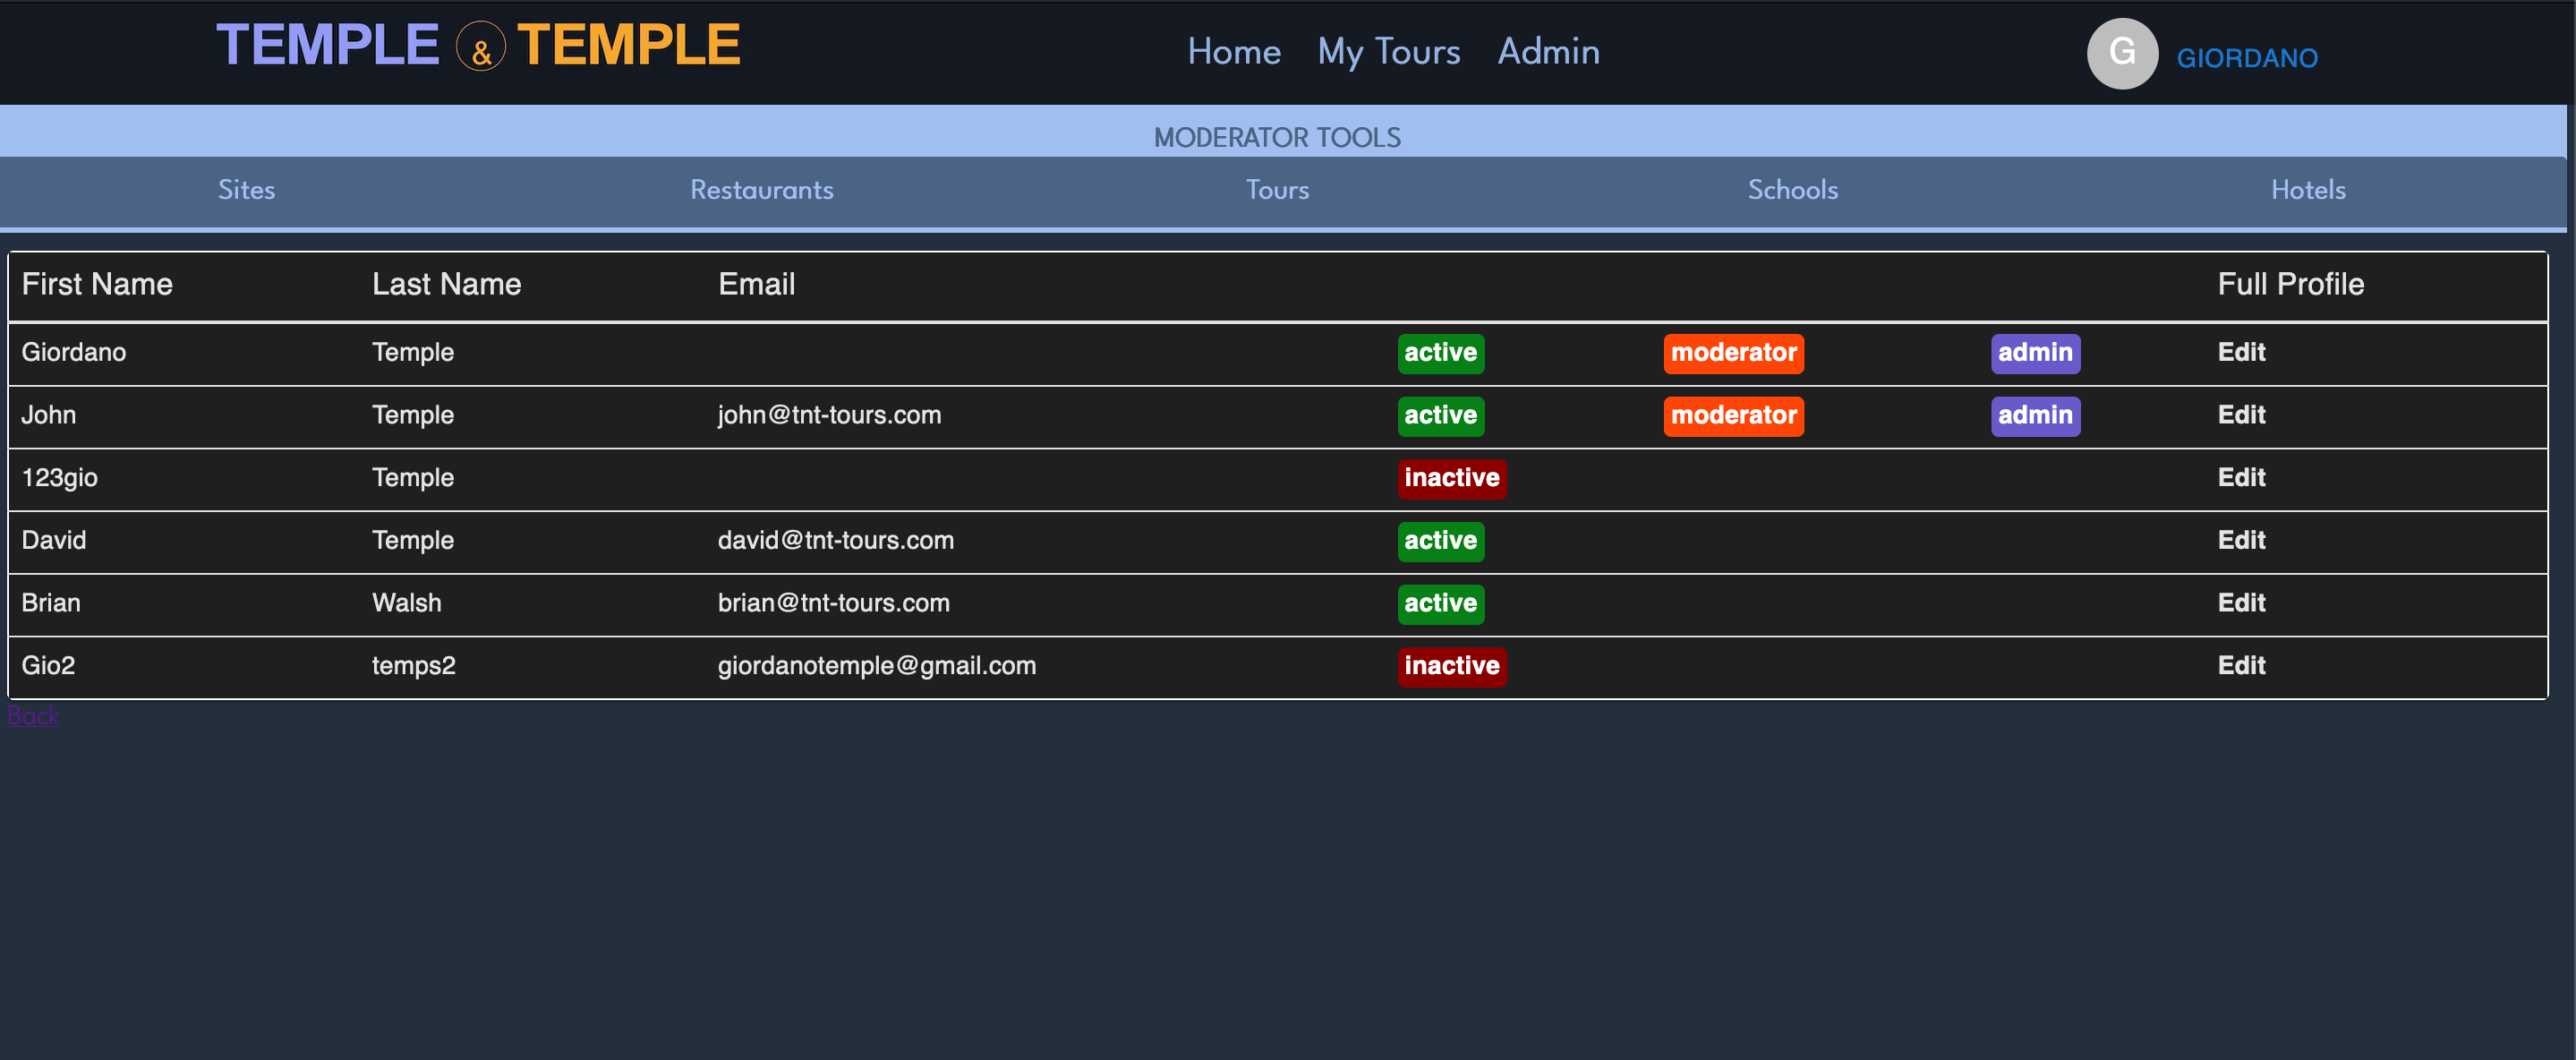 TEMPLE & TEMPLE Home My Tours Admin G GIORDANO
MODERATOR TOOLS
Sites Restaurants Tours Schools Hotels
First Name Last Name Email Full Profile
Giordano Temple active moderator admin Edit
John Temple john@tnt-tours.com active moderator admin Edit
123gio Temple inactive Edit
David Temple david@tnt-tours.com active Edit
Brian Walsh brian@tnt-tours.com active Edit
Gio2 temps2 giordanotemple@gmail.com inactive Edit
Back